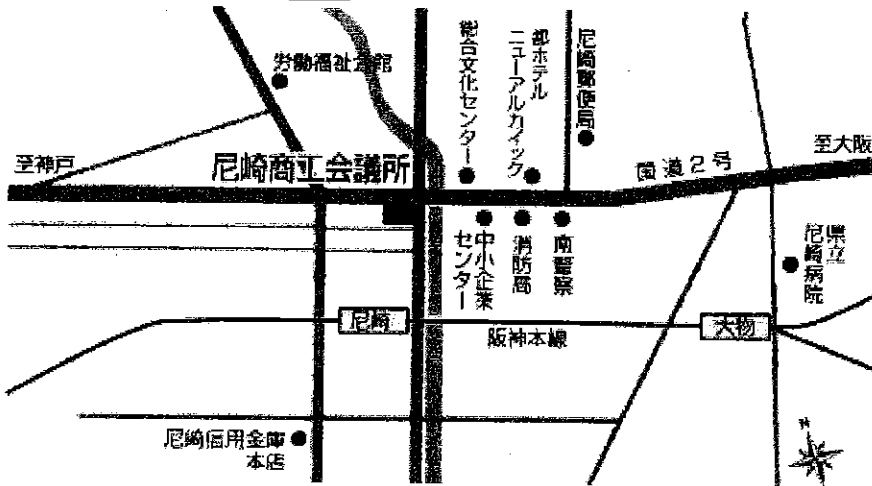 労働福祉会館
総合文化センター
都ホテル
ニューアルカイック
尼崎郵便局
至神戸
尼崎商工会議所
国道2号
至大阪
中小企業
センター
消防局
南警察
県立
尼崎病院
尼崎
阪神本線
大物
尼崎信用金庫
本店
N